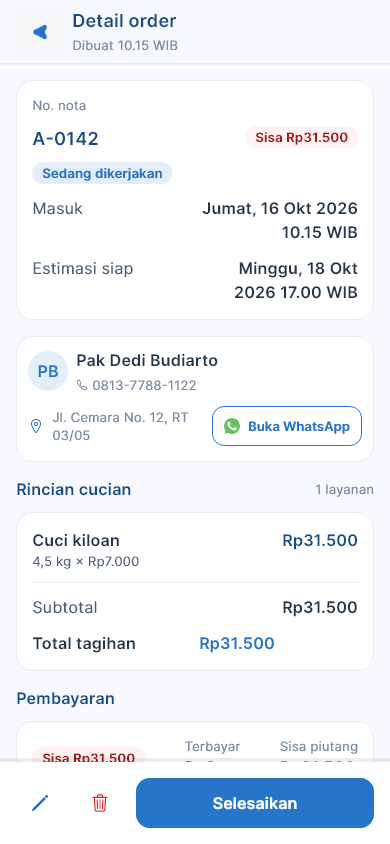 Detail order
Dibuat 10.15 WIB
No. nota
A-0142
Sisa Rp31.500
Sedang dikerjakan
Masuk
Jumat, 16 Okt 2026
10.15 WIB
Estimasi siap
Minggu, 18 Okt
2026 17.00 WIB
PB
Pak Dedi Budiarto
0813-7788-1122
Jl. Cemara No. 12, RT
03/05
Buka WhatsApp
Rincian cucian
1 layanan
Cuci kiloan
Rp31.500
4,5 kg × Rp7.000
Subtotal
Rp31.500
Total tagihan
Rp31.500
Pembayaran
Terbayar
Sisa piutang
Sisa Rp31.500
Selesaikan